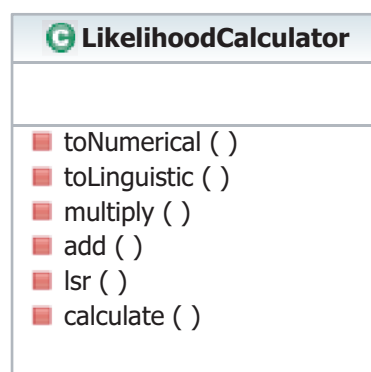 C LikelihoodCalculator
toNumerical ( )
toLinguistic ( )
multiply ( )
add ( )
lsr ( )
calculate ( )